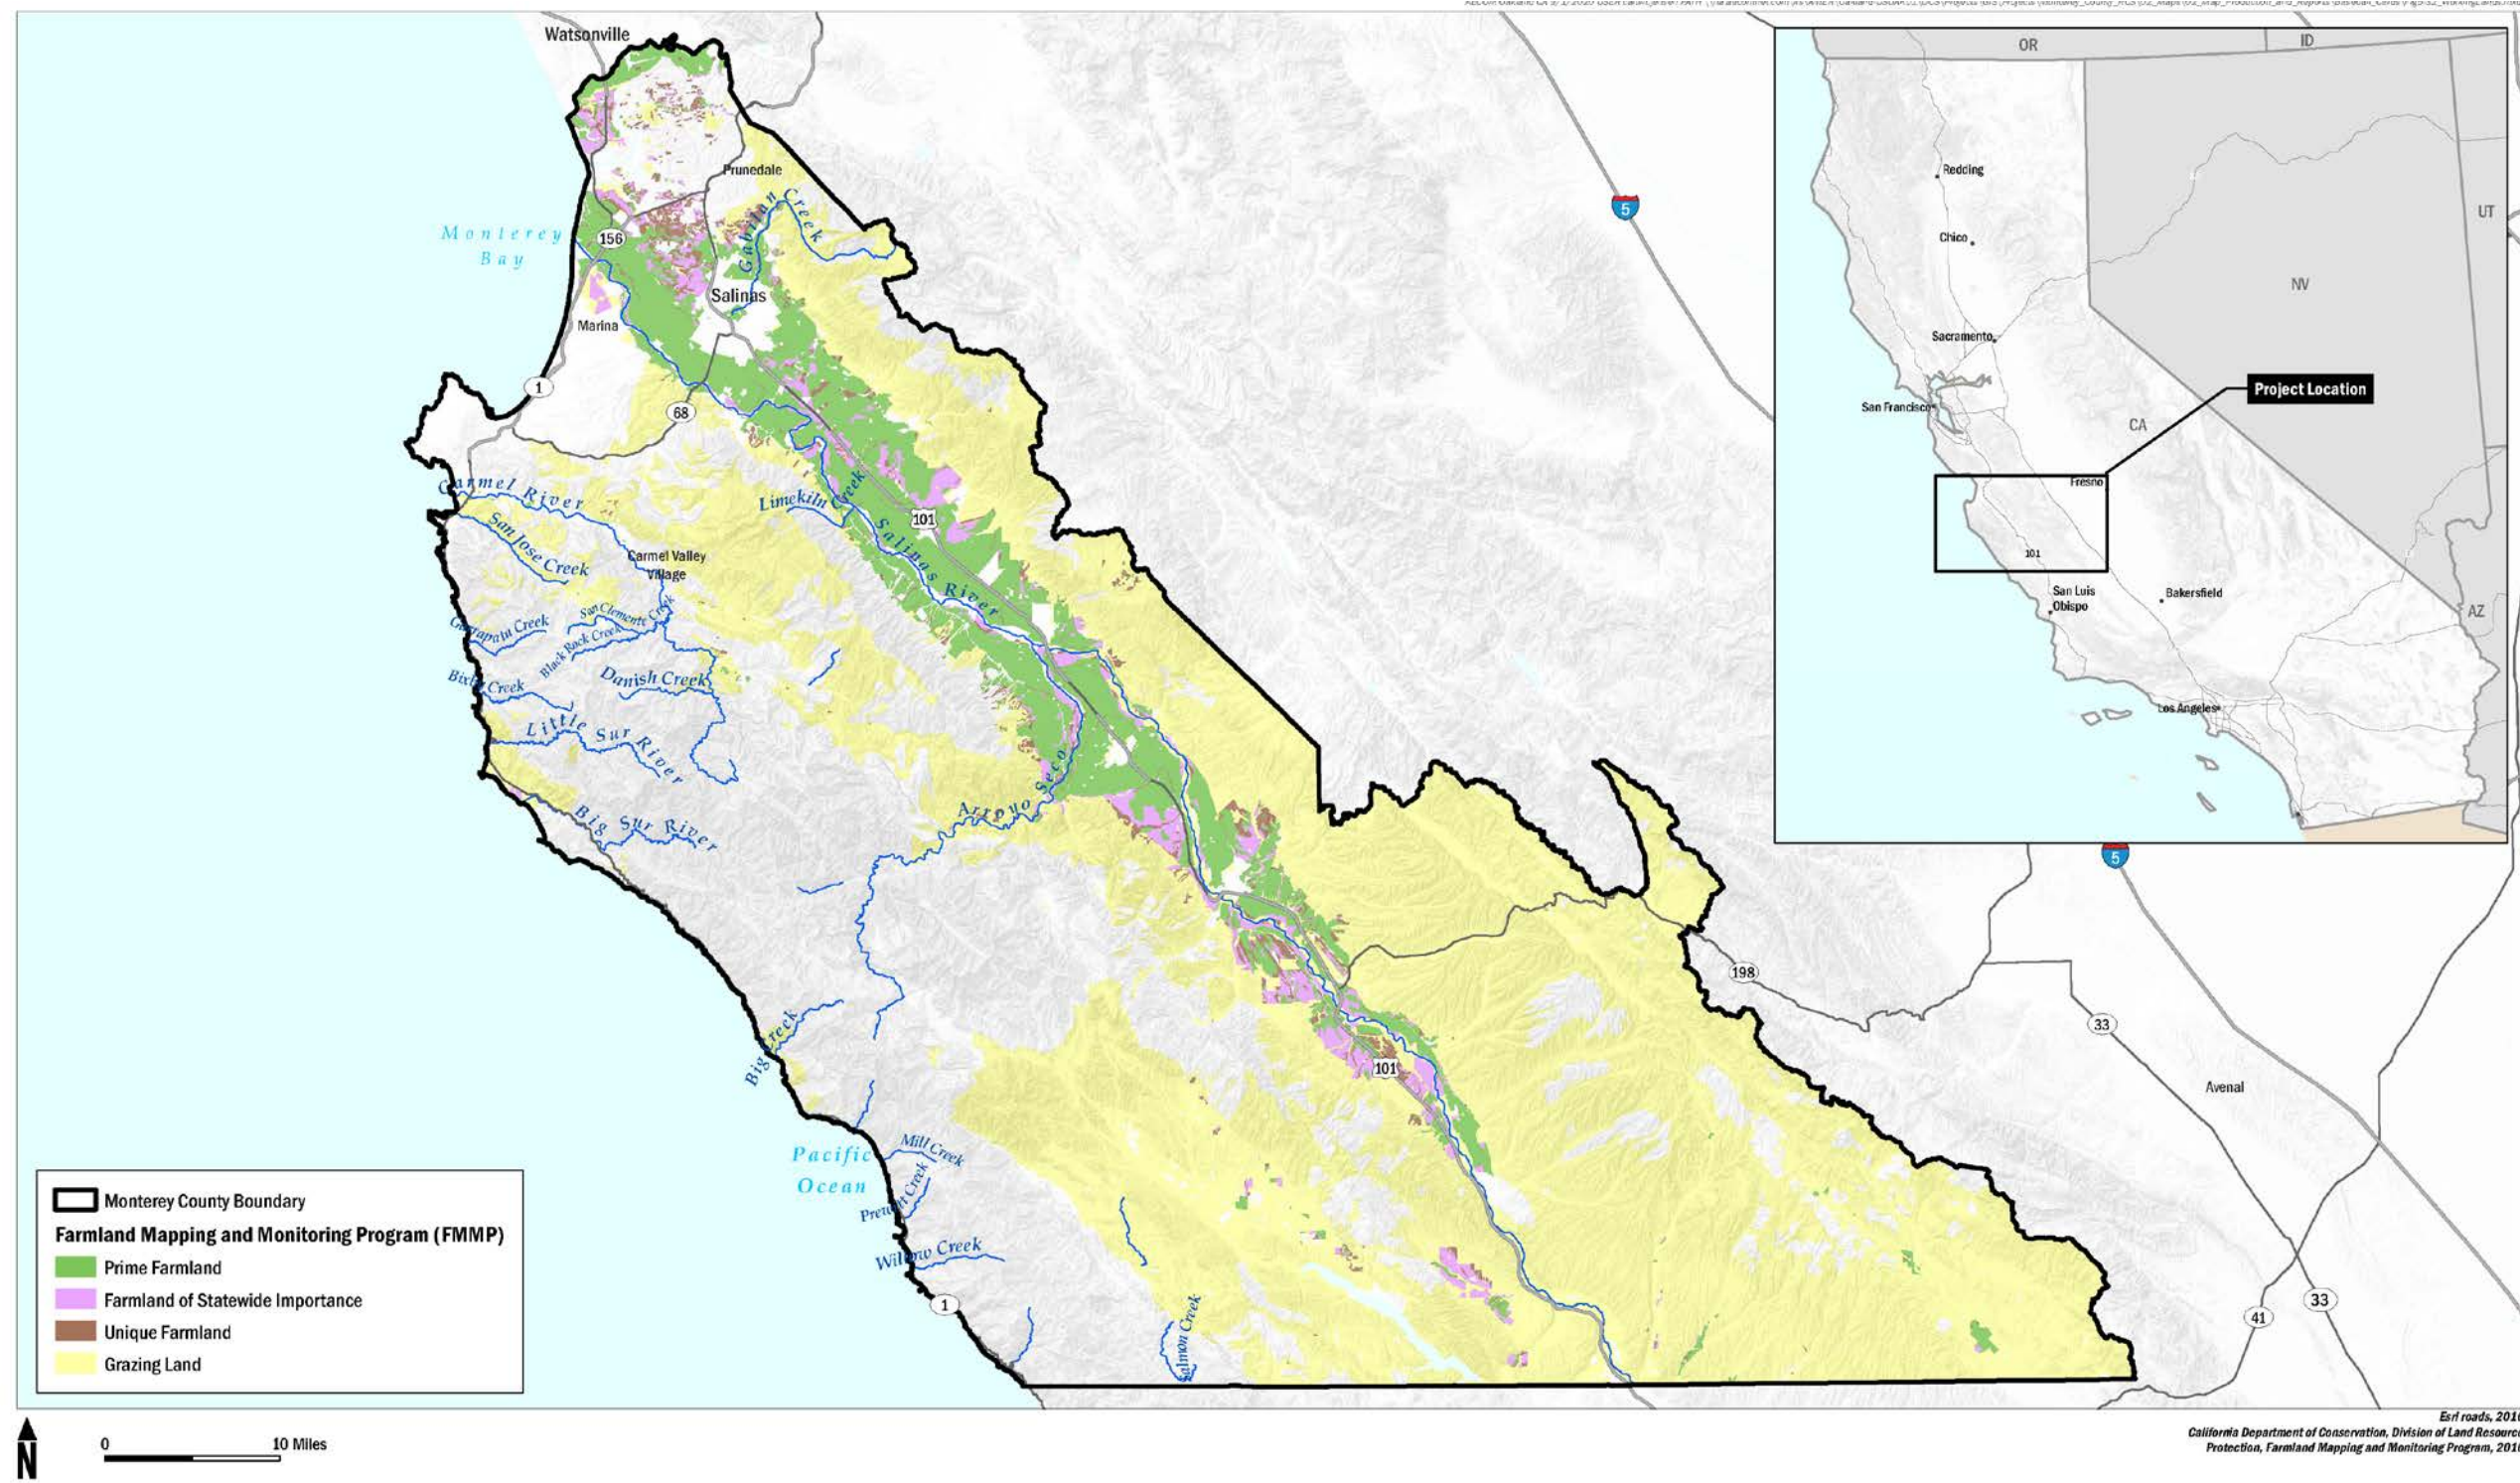 Watsonville
Prunedale
Gabilan Creek
Monterey
Bay
156
Salinas
Marina
1
68
Carmel River
San Jose Creek
Limekiln Creek
101
Salinas River
Carmel Valley
Village
San Clemente Creek
Garrapata Creek
Black Rock Creek
Danish Creek
Bixby Creek
Little Sur River
Big Sur River
Arroyo Seco
Big Creek
198
101
Pacific
Ocean
Mill Creek
Prewitt Creek
Willow Creek
1
Salmon Creek
5
5
33
Avenal
33
41
OR
ID
Redding
Chico
UT
NV
Sacramento
Project Location
San Francisco
CA
Fresno
101
San Luis
Obispo
Bakersfield
AZ
Los Angeles
Monterey County Boundary
Farmland Mapping and Monitoring Program (FMMP)
Prime Farmland
Farmland of Statewide Importance
Unique Farmland
Grazing Land
N
0 10 Miles
Esri roads,
California Department of Conservation, Division of Land
Protection, Farmland Mapping and Monitoring Program,